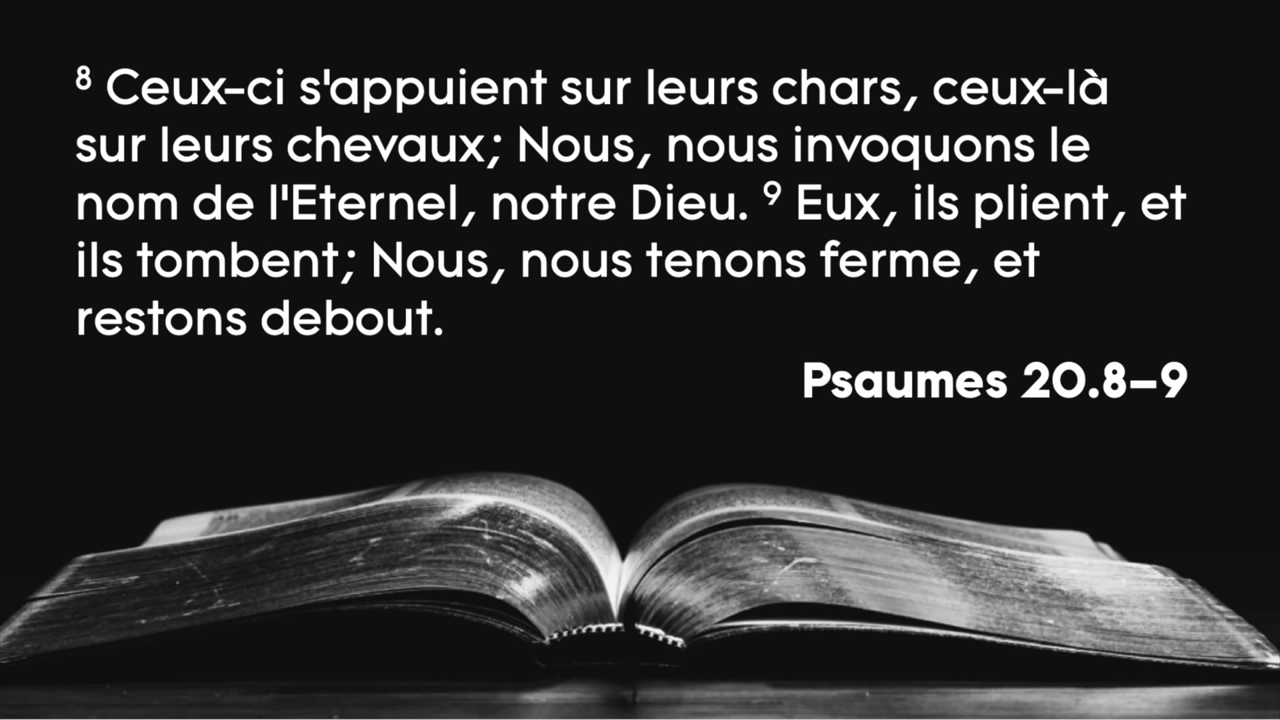 ⁸ Ceux-ci s'appuient sur leurs chars, ceux-là
sur leurs chevaux; Nous, nous invoquons le
nom de l'Eternel, notre Dieu. ⁹ Eux, ils plient, et
ils tombent; Nous, nous tenons ferme, et
restons debout.
Psaumes 20.8–9